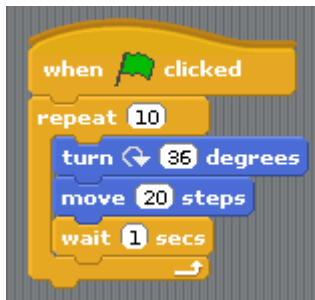 when clicked
repeat 10
turn 36 degrees
move 20 steps
wait 1 secs